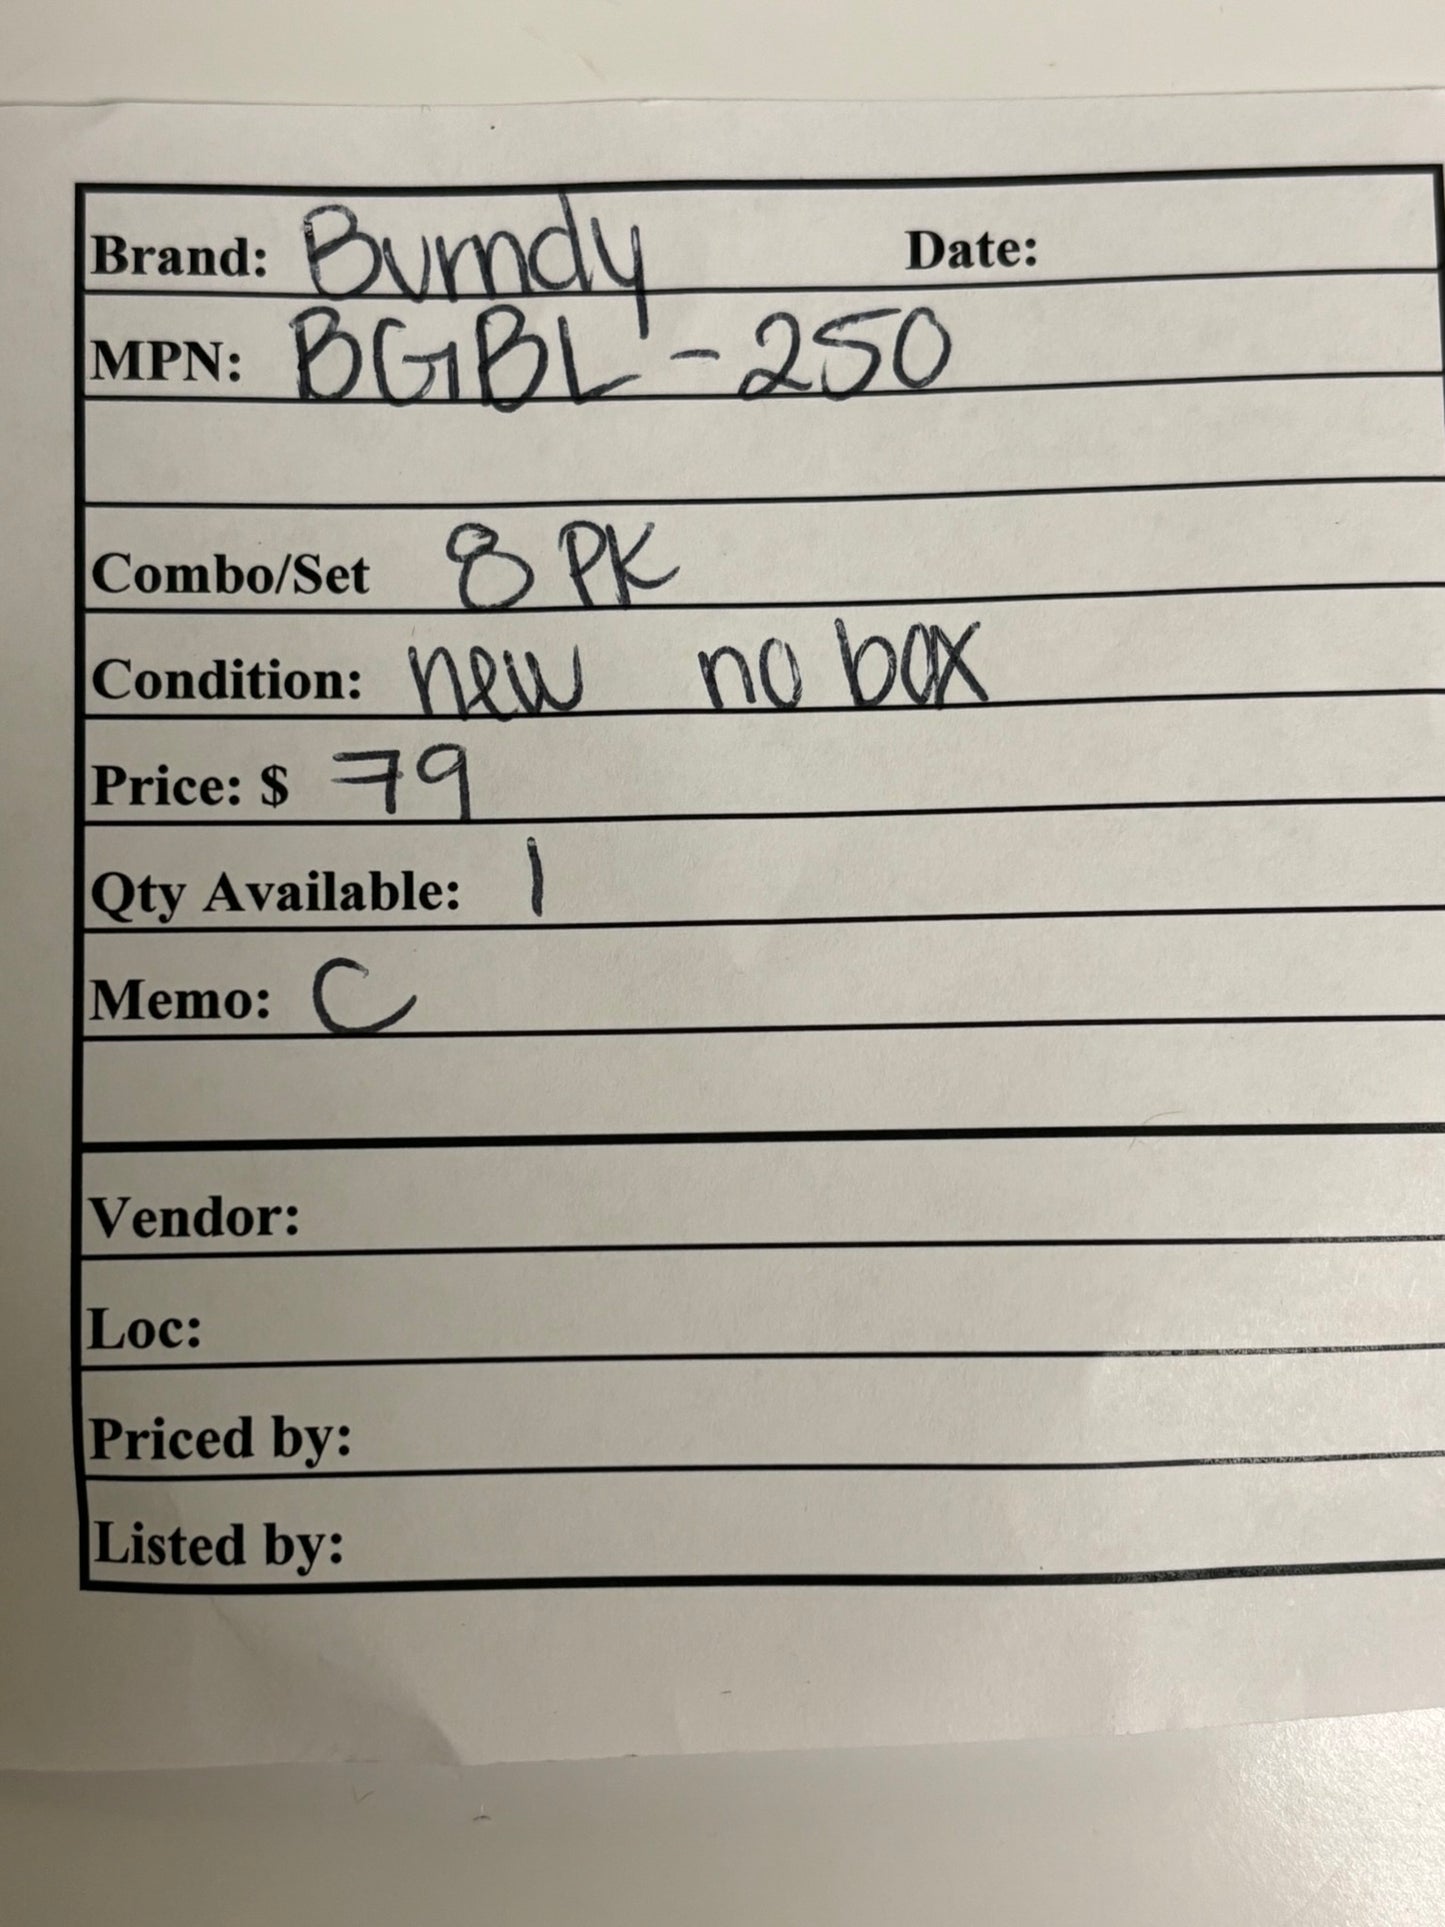 Brand: Burndy Date:
MPN: BGBL-250
Combo/Set 8 PK
Condition: new no box
Price: $ 79
Qty Available: 1
Memo: C
Vendor:
Loc:
Priced by:
Listed by: